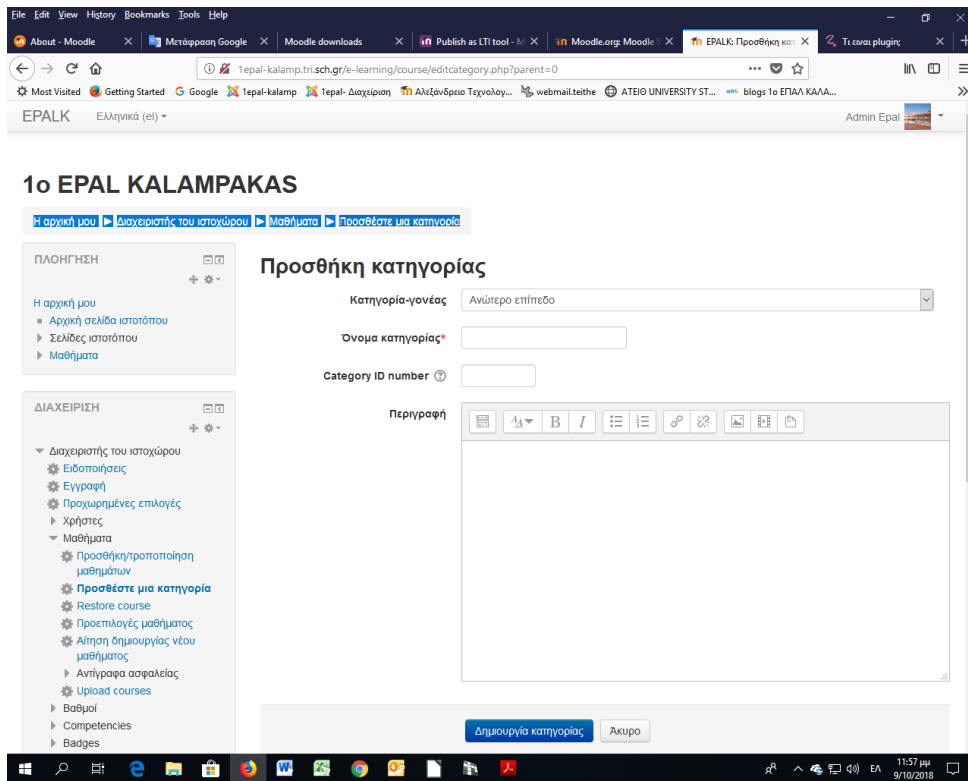 File Edit View History Bookmarks Tools Help
About - Moodle Μετάφραση Google Moodle downloads Publish as LTI tool - M Moodle.org: Moodle EPALK: Προσθήκη κατ Τι ειναι plugin;
1epal-kalamp.tri.sch.gr/e-learning/course/editcategory.php?parent=0
Most Visited Getting Started Google 1epal-kalamp 1epal- Διαχείριση Αλεξάνδρειο Τεχνολογ... webmail.teithe ATEIΘ UNIVERSITY ST... blogs 1ο ΕΠΑΛ ΚΑΛΑ...
EPALK Ελληνικά (el) Admin Epal
1ο EPAL KALAMPAKAS
Η αρχική μου ► Διαχειριστής του ιστοχώρου ► Μαθήματα ► Προσθέστε μια κατηγορία
ΠΛΟΗΓΗΣΗ
Η αρχική μου
Αρχική σελίδα ιστοτόπου
Σελίδες ιστοτόπου
Μαθήματα
ΔΙΑΧΕΙΡΙΣΗ
Διαχειριστής του ιστοχώρου
Ειδοποιήσεις
Εγγραφή
Προχωρημένες επιλογές
Χρήστες
Μαθήματα
Προσθήκη/τροποποίηση
μαθημάτων
Προσθέστε μια κατηγορία
Restore course
Προεπιλογές μαθήματος
Αίτηση δημιουργίας νέου
μαθήματος
Αντίγραφα ασφαλείας
Upload courses
Βαθμοί
Competencies
Badges
Προσθήκη κατηγορίας
Κατηγορία-γονέας Ανώτερο επίπεδο
Όνομα κατηγορίας*
Category ID number
Περιγραφή
B I
Δημιουργία κατηγορίας Άκυρο
ΕΛ 11:57 μμ
9/10/2018